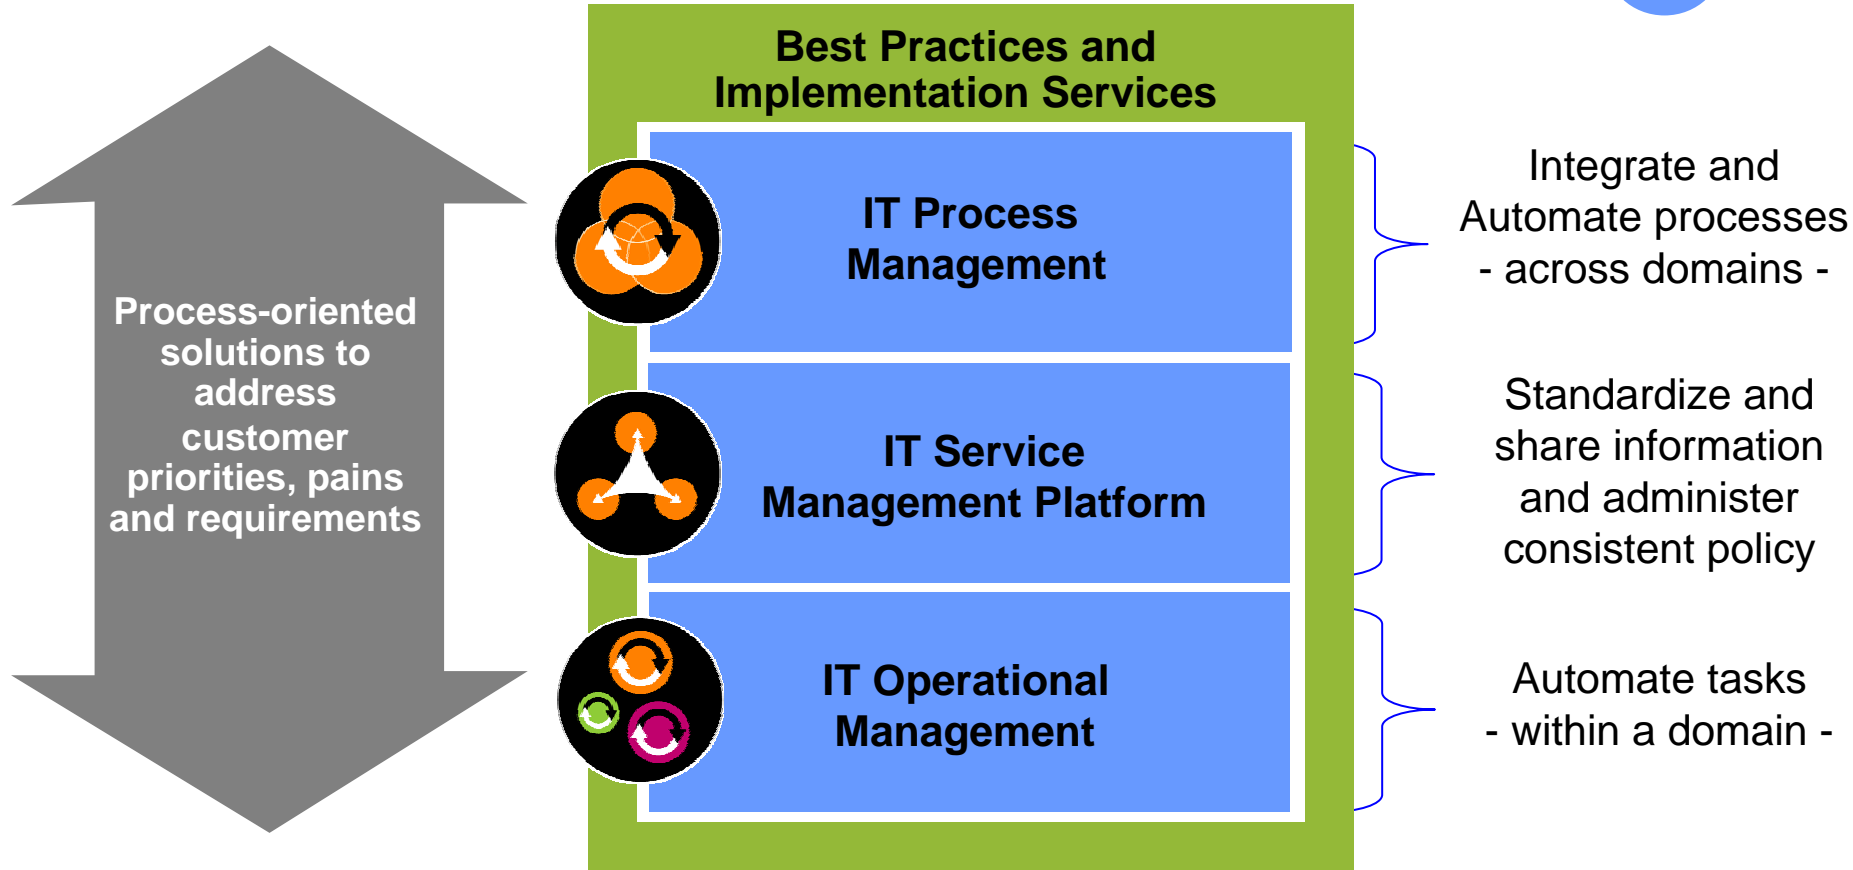 Best Practices and
Implementation Services
Process-oriented
solutions to
address
customer
priorities, pains
and requirements
IT Process
Management
Integrate and
Automate processes
- across domains -
IT Service
Management Platform
Standardize and
share information
and administer
consistent policy
IT Operational
Management
Automate tasks
- within a domain -